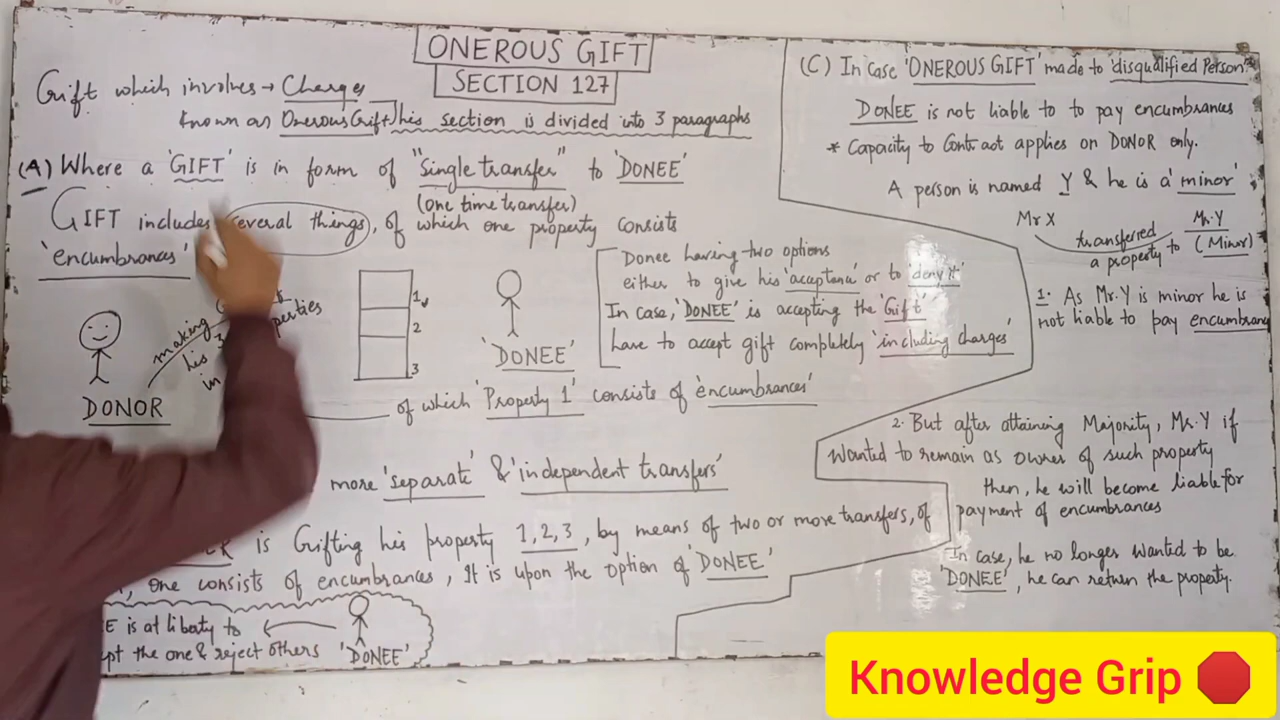 ONEROUS GIFT
SECTION 127
Gift which involves → Charges
Known as Onerous Gift This section is divided into 3 paragraphs
(A) Where a 'GIFT' is in form of "Single transfer" to 'DONEE'
(one time transfer)
GIFT includes several things, of which one property consists
'encumbrances'
making
his
in
1
2
3
DONOR
'DONEE'
Donee having two options
either to give his 'acceptance' or to 'deny it'
In case, 'DONEE' is accepting the 'Gift'
have to accept gift completely 'including charges'
of which 'Property 1' consists of 'encumbrances'
more 'separate' & 'independent transfers'
is Gifting his property 1, 2, 3, by means of two or more transfers, of
, one consists of encumbrances, It is upon the option of 'DONEE'
is at liberty to
the one & reject others 'DONEE'
(C) In case 'ONEROUS GIFT' made to 'disqualified Person'.
DONEE is not liable to to pay encumbrances
* Capacity to Contract applies on DONOR only.
A person is named Y & he is a 'minor'
Mr X transferred a property to Mr. Y (Minor)
1. As Mr. Y is minor he is
not liable to pay
2. But after attaining Majority, Mr. Y if
Wanted to remain as owner of such property
then, he will become liable for
payment of encumbrances
In case, he no longer wanted to be
'DONEE', he can return the property.
Knowledge Grip